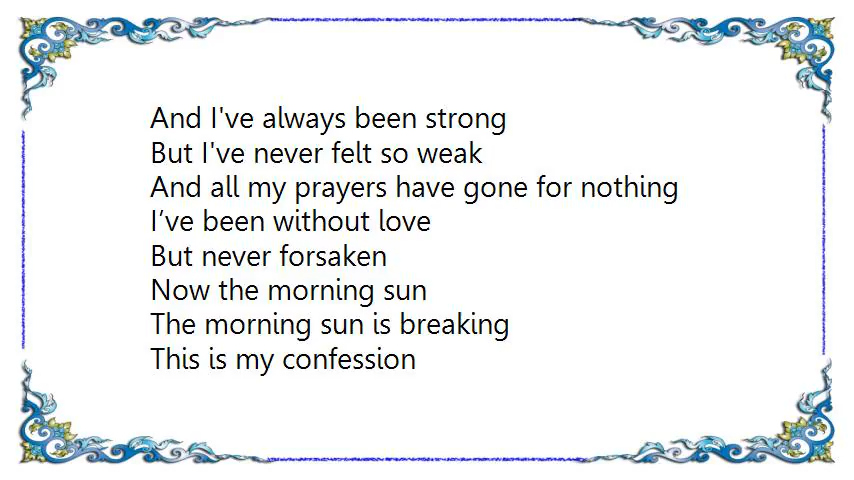 And I've always been strong
But I've never felt so weak
And all my prayers have gone for nothing
I’ve been without love
But never forsaken
Now the morning sun
The morning sun is breaking
This is my confession